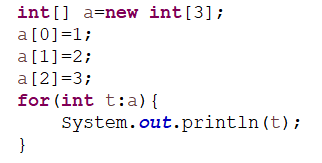 int[] a=new int[3];
a[0]=1;
a[1]=2;
a[2]=3;
for(int t:a){
    System.out.println(t);
}